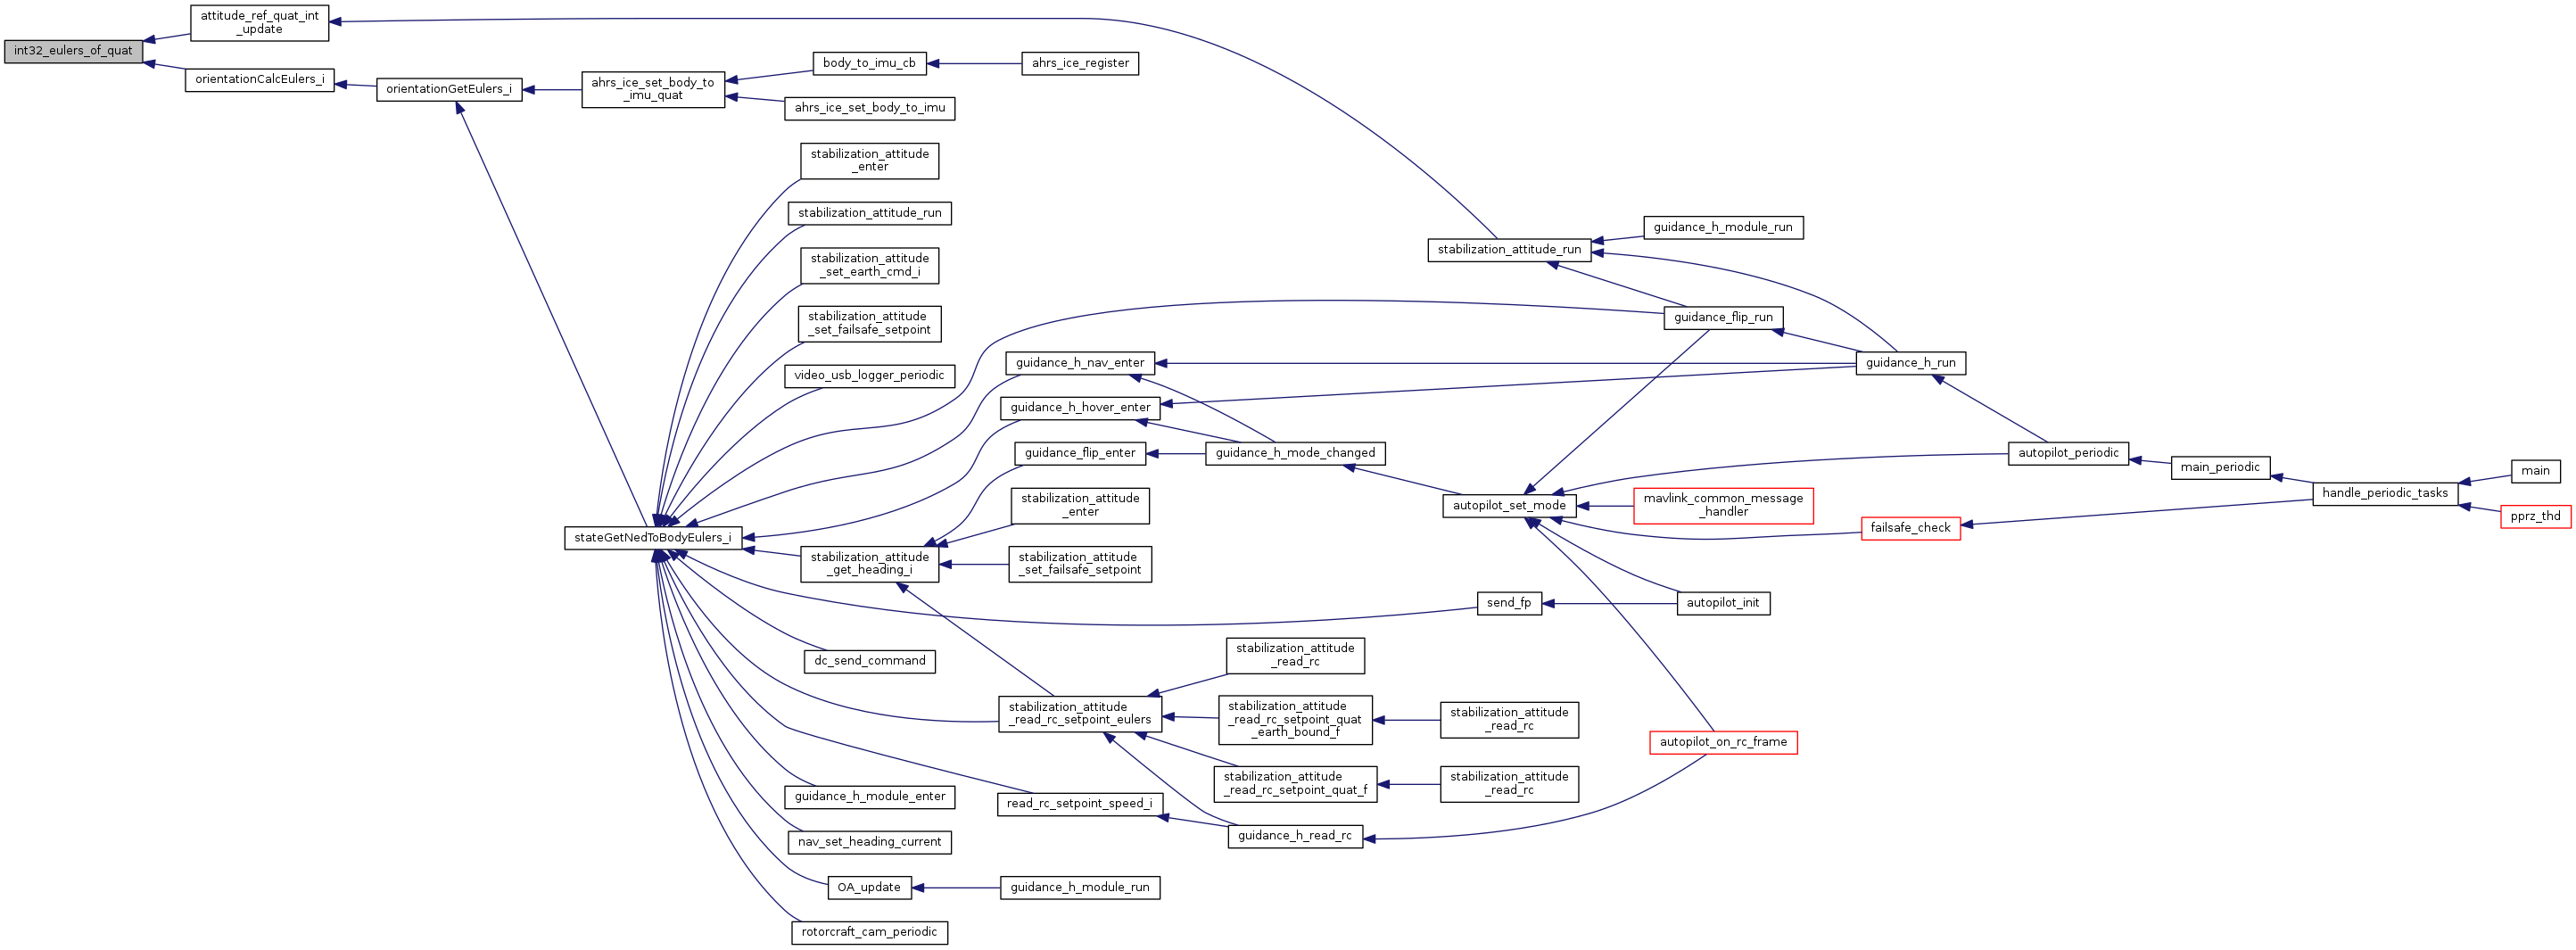 int32_eulers_of_quat
attitude_ref_quat_int
_update
orientationCalcEulers_i
orientationGetEulers_i
ahrs_ice_set_body_to
_imu_quat
body_to_imu_cb
ahrs_ice_register
ahrs_ice_set_body_to_imu
stateGetNedToBodyEulers_i
stabilization_attitude
_enter
stabilization_attitude_run
stabilization_attitude
_set_earth_cmd_i
stabilization_attitude
_set_failsafe_setpoint
video_usb_logger_periodic
guidance_h_nav_enter
guidance_h_hover_enter
guidance_flip_enter
stabilization_attitude
_enter
stabilization_attitude
_get_heading_i
stabilization_attitude
_set_failsafe_setpoint
guidance_h_mode_changed
stabilization_attitude_run
guidance_h_module_run
guidance_flip_run
guidance_h_run
autopilot_set_mode
mavlink_common_message
_handler
failsafe_check
autopilot_periodic
main_periodic
handle_periodic_tasks
main
pprz_thd
send_fp
autopilot_init
dc_send_command
stabilization_attitude
_read_rc_setpoint_eulers
stabilization_attitude
_read_rc
stabilization_attitude
_read_rc_setpoint_quat
_earth_bound_f
stabilization_attitude
_read_rc
stabilization_attitude
_read_rc_setpoint_quat_f
stabilization_attitude
_read_rc
autopilot_on_rc_frame
guidance_h_module_enter
read_rc_setpoint_speed_i
guidance_h_read_rc
nav_set_heading_current
OA_update
guidance_h_module_run
rotorcraft_cam_periodic